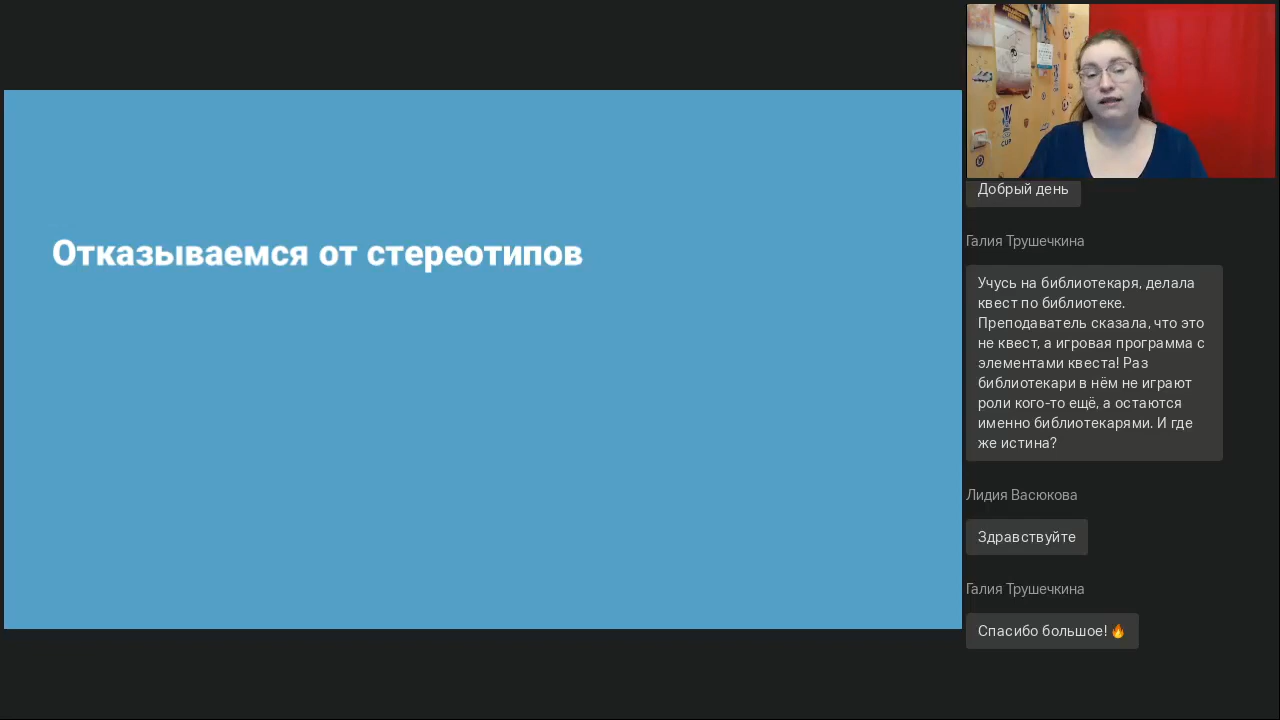 Отказываемся от стереотипов
CUP
Добрый день
Галия Трушечкина
Учусь на библиотекаря, делала
квест по библиотеке.
Преподаватель сказала, что это
не квест, а игровая программа с
элементами квеста! Раз
библиотекари в нём не играют
роли кого-то ещё, а остаются
именно библиотекарями. И где
же истина?
Лидия Васюкова
Здравствуйте
Галия Трушечкина
Спасибо большое! 🔥